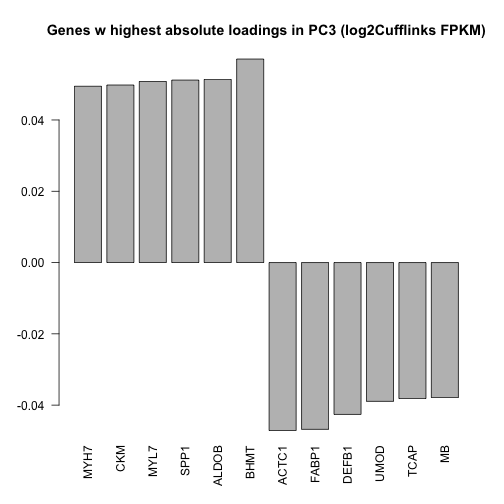 Genes w highest absolute loadings in PC3 (log2Cufflinks FPKM)
0.04
0.02
0.00
-0.02
-0.04
MYH7
CKM
MYL7
SPP1
ALDOB
BHMT
ACTC1
FABP1
DEFB1
UMOD
TCAP
MB